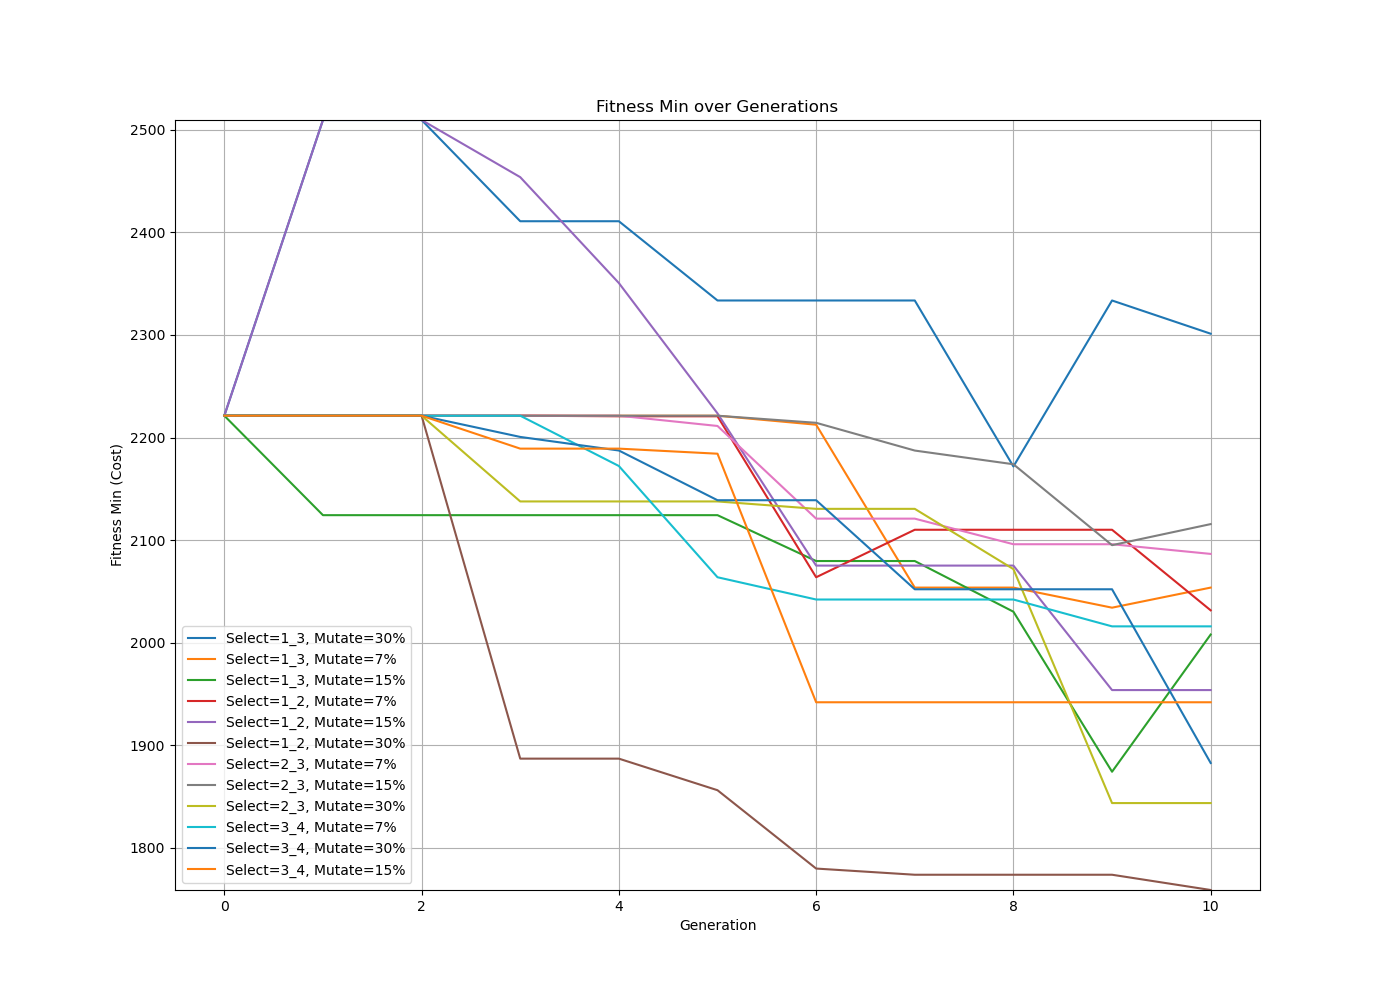 Fitness Min over Generations
2500
2400
2300
2200
2100
2000
1900
1800
Fitness Min (Cost)
Select=1_3, Mutate=30%
Select=1_3, Mutate=7%
Select=1_3, Mutate=15%
Select=1_2, Mutate=7%
Select=1_2, Mutate=15%
Select=1_2, Mutate=30%
Select=2_3, Mutate=7%
Select=2_3, Mutate=15%
Select=2_3, Mutate=30%
Select=3_4, Mutate=7%
Select=3_4, Mutate=30%
Select=3_4, Mutate=15%
0 2 4 6 8 10
Generation